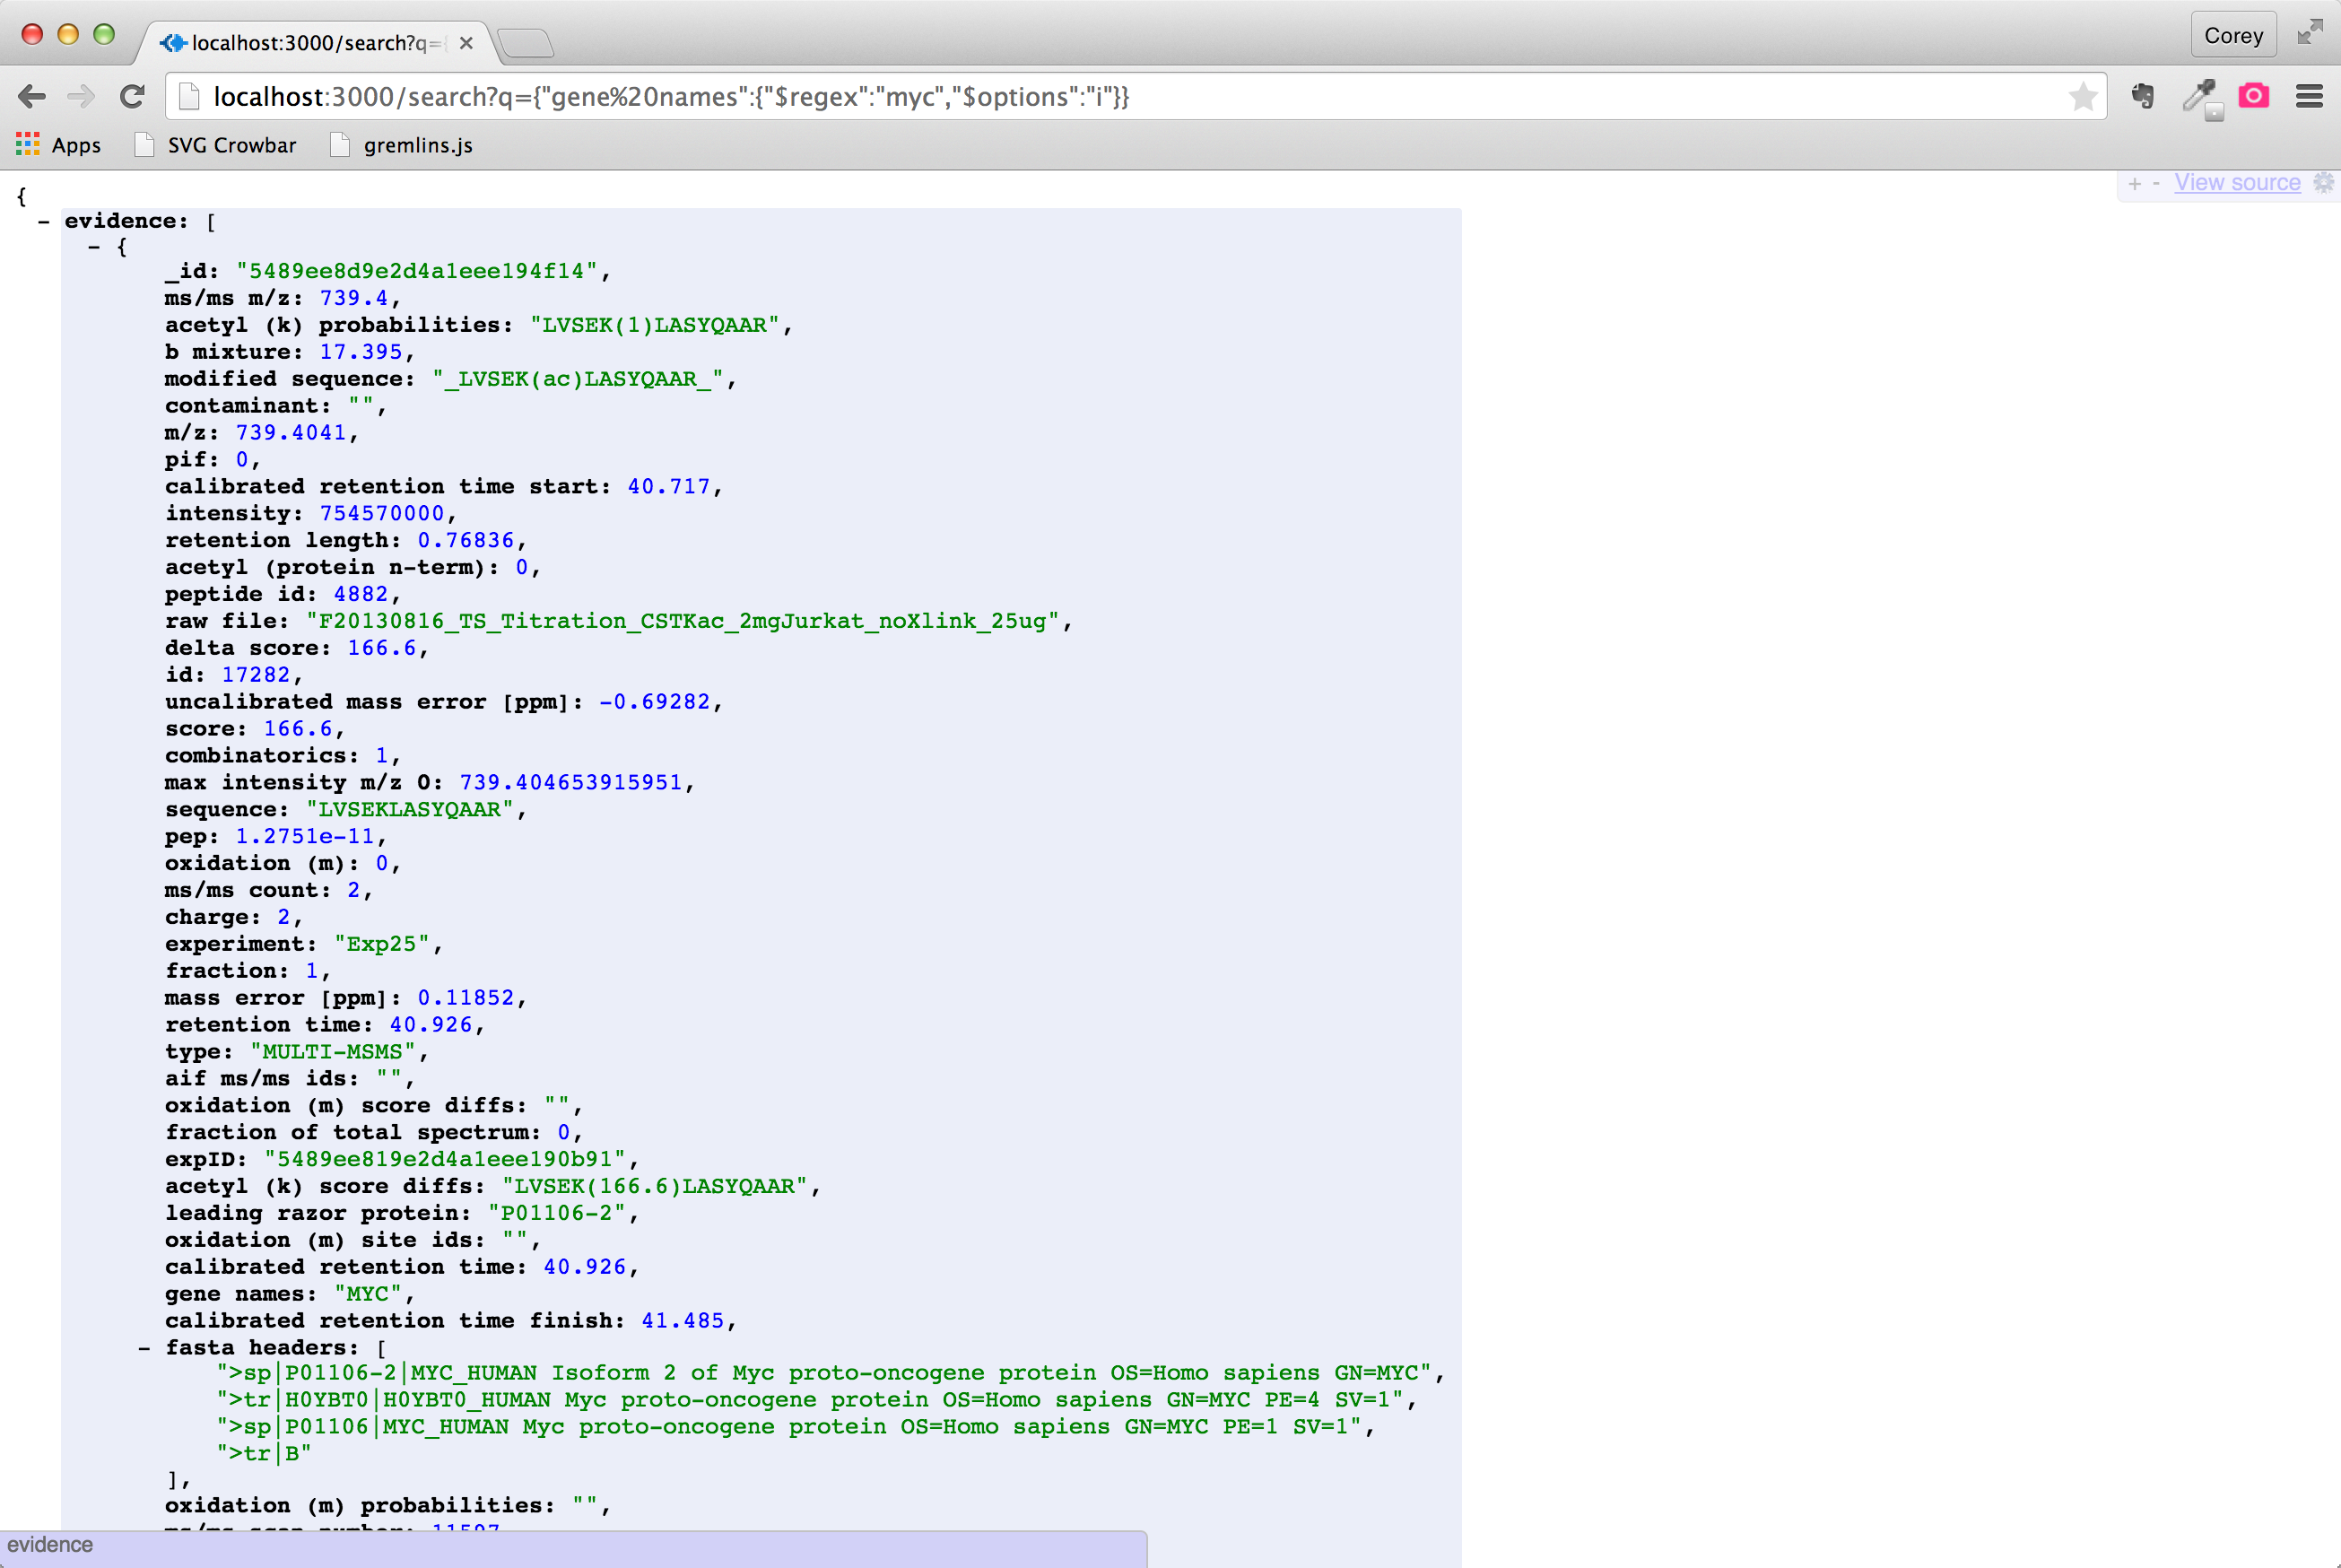 localhost:3000/search?q={
Corey
localhost:3000/search?q={"gene%20names":{"$regex":"myc","$options":"i"}}
Apps SVG Crowbar gremlins.js
+ - View source
{
- evidence: [
- {
_id: "5489ee8d9e2d4a1eee194f14",
ms/ms m/z: 739.4,
acetyl (k) probabilities: "LVSEK(1)LASYQAAR",
b mixture: 17.395,
modified sequence: "_LVSEK(ac)LASYQAAR_",
contaminant: "",
m/z: 739.4041,
pif: 0,
calibrated retention time start: 40.717,
intensity: 754570000,
retention length: 0.76836,
acetyl (protein n-term): 0,
peptide id: 4882,
raw file: "F20130816_TS_Titration_CSTKac_2mgJurkat_noXlink_25ug",
delta score: 166.6,
id: 17282,
uncalibrated mass error [ppm]: -0.69282,
score: 166.6,
combinatorics: 1,
max intensity m/z 0: 739.404653915951,
sequence: "LVSEKLASYQAAR",
pep: 1.2751e-11,
oxidation (m): 0,
ms/ms count: 2,
charge: 2,
experiment: "Exp25",
fraction: 1,
mass error [ppm]: 0.11852,
retention time: 40.926,
type: "MULTI-MSMS",
aif ms/ms ids: "",
oxidation (m) score diffs: "",
fraction of total spectrum: 0,
expID: "5489ee819e2d4a1eee190b91",
acetyl (k) score diffs: "LVSEK(166.6)LASYQAAR",
leading razor protein: "P01106-2",
oxidation (m) site ids: "",
calibrated retention time: 40.926,
gene names: "MYC",
calibrated retention time finish: 41.485,
- fasta headers: [
">sp|P01106-2|MYC_HUMAN Isoform 2 of Myc proto-oncogene protein OS=Homo sapiens GN=MYC",
">tr|H0YBT0|H0YBT0_HUMAN Myc proto-oncogene protein OS=Homo sapiens GN=MYC PE=4 SV=1",
">sp|P01106|MYC_HUMAN Myc proto-oncogene protein OS=Homo sapiens GN=MYC PE=1 SV=1",
">tr|B"
],
oxidation (m) probabilities: "",
ms/ms scan number: 11597
evidence